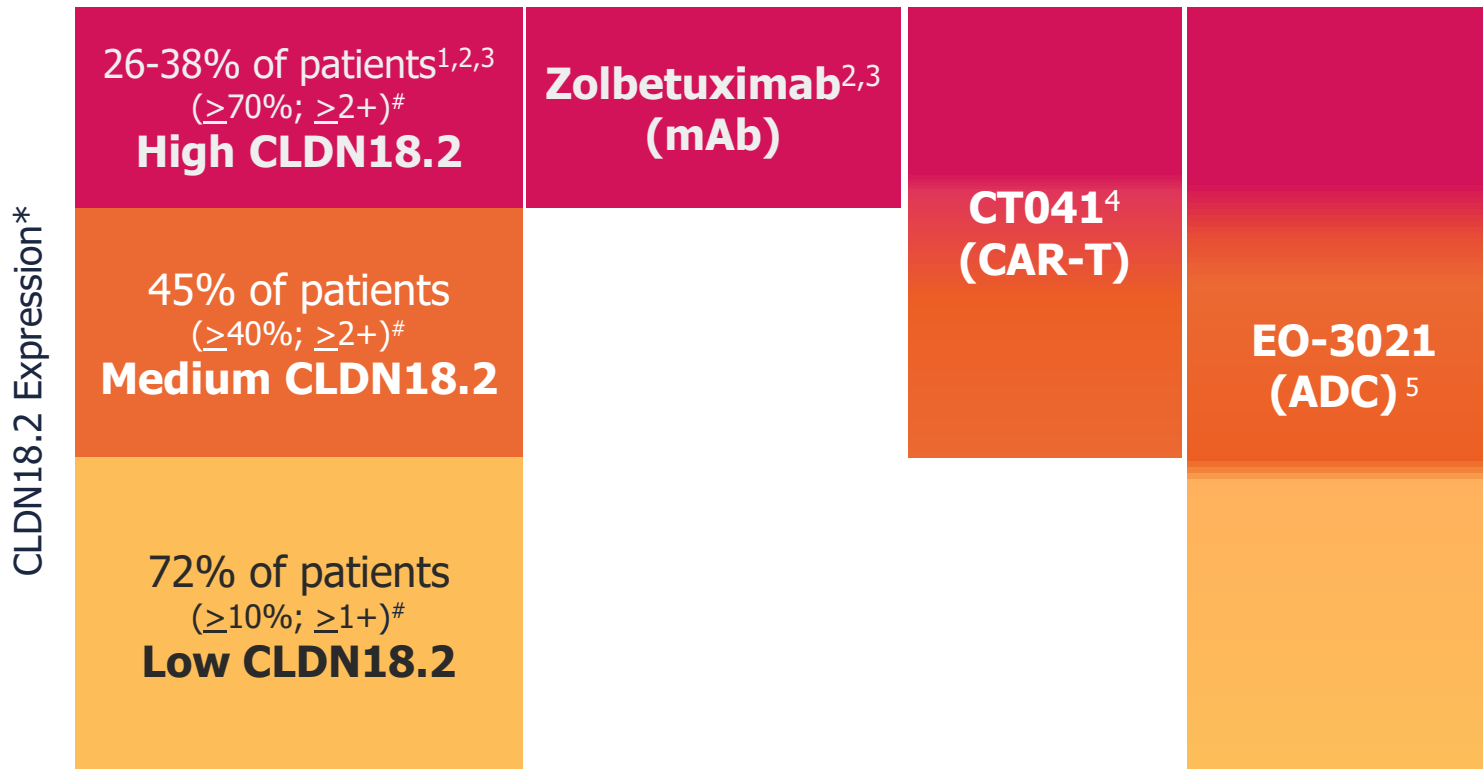 CLDN18.2 Expression*
26-38% of patients1,2,3
(≥70%; ≥2+)#
High CLDN18.2
45% of patients
(≥40%; ≥2+)#
Medium CLDN18.2
72% of patients
(≥10%; ≥1+)#
Low CLDN18.2
Zolbetuximab2,3
(mAb)
CT0414
(CAR-T)
EO-3021
(ADC) 5